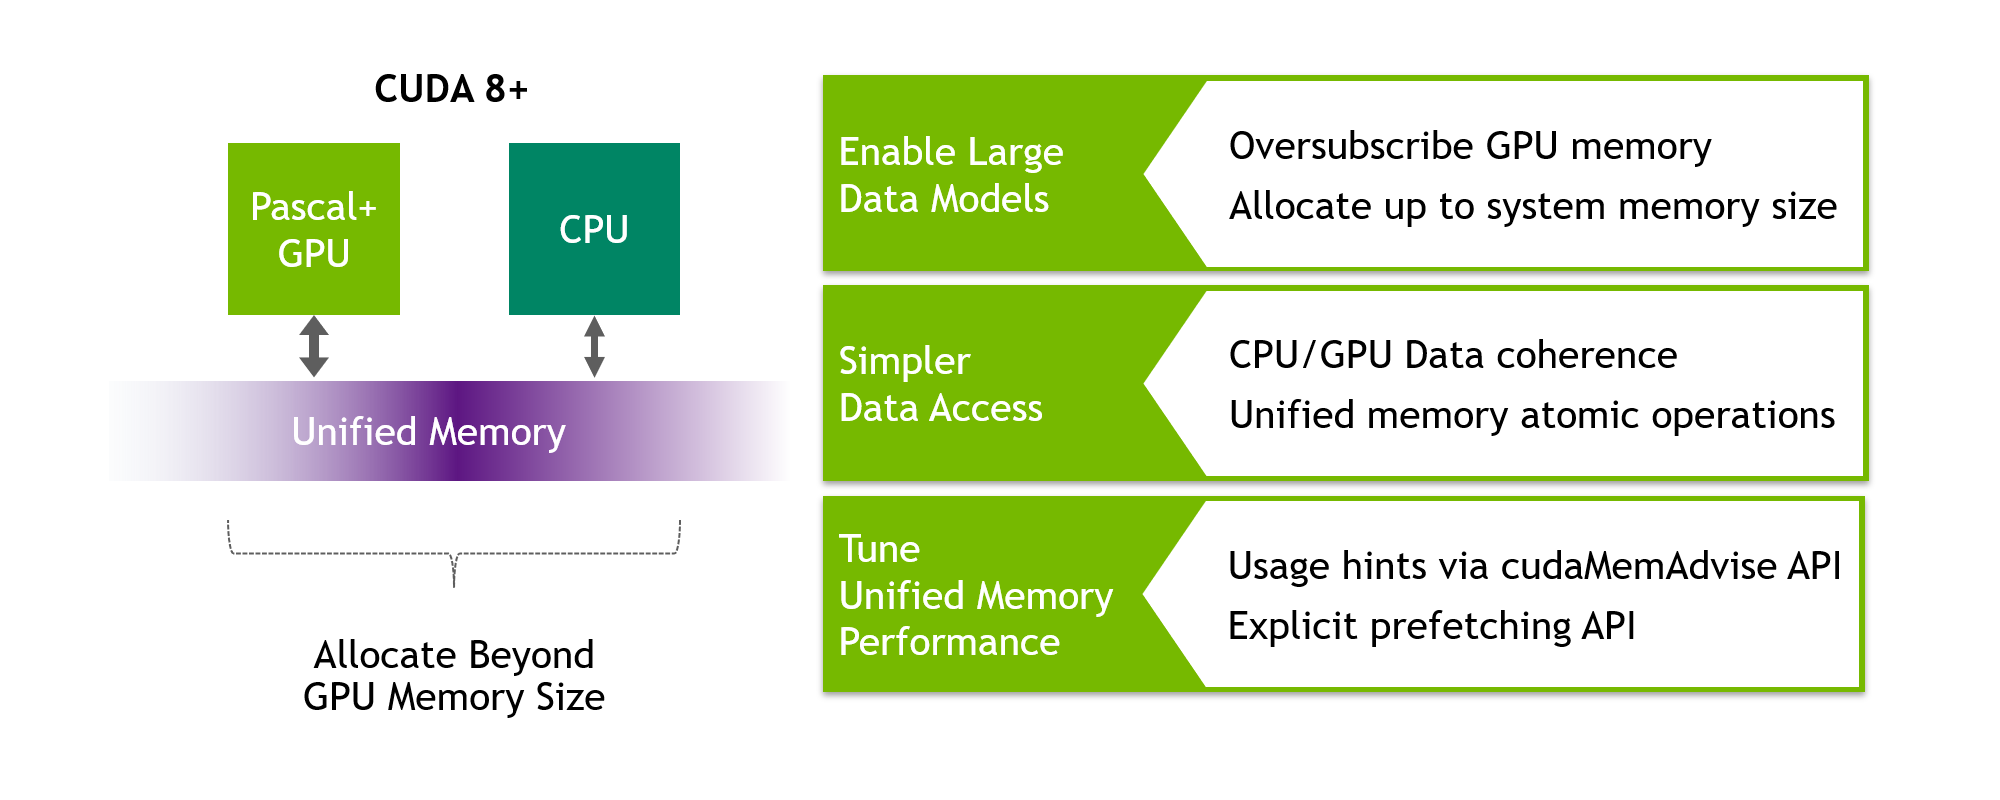 CUDA 8+
Pascal+
GPU
CPU
Unified Memory
Allocate Beyond
GPU Memory Size
Enable Large
Data Models
Oversubscribe GPU memory
Allocate up to system memory size
Simpler
Data Access
CPU/GPU Data coherence
Unified memory atomic operations
Tune
Unified Memory
Performance
Usage hints via cudaMemAdvise API
Explicit prefetching API